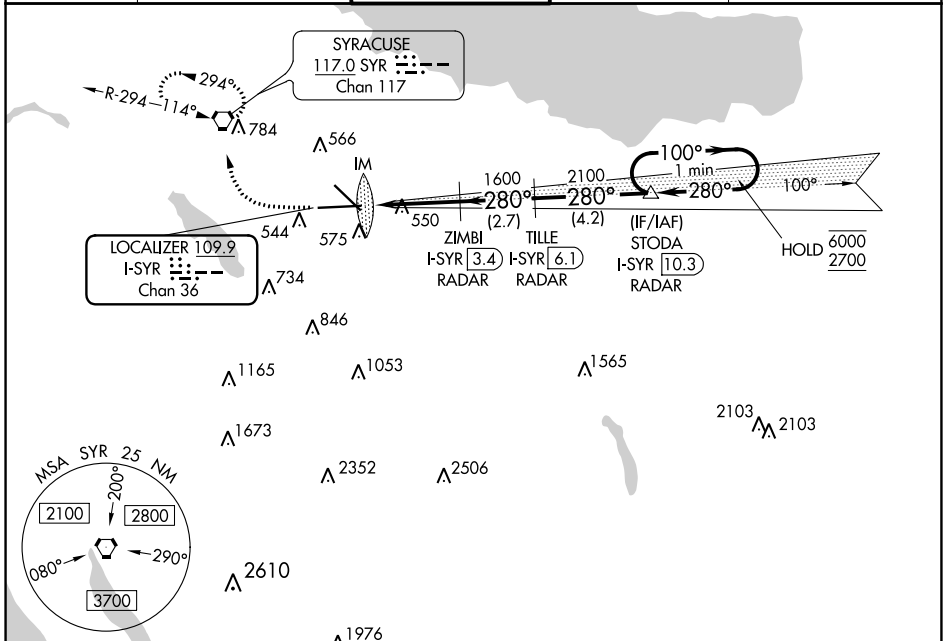 SYRACUSE
117.0 SYR
Chan 117
294°
R-294
114°
784
566
IM
1600
2100
100°
1 min
280°
280°
280°
100°
550
(2.7)
(4.2)
544
575
ZIMBI
I-SYR 3.4
RADAR
TILLE
I-SYR 6.1
RADAR
(IF/IAF)
STODA
I-SYR 10.3
RADAR
HOLD 6000
2700
LOCALIZER 109.9
I-SYR
Chan 36
734
846
1165
1053
1565
1673
2103
2103
2352
2506
MSA SYR 25 NM
200°
2100
2800
080°
290°
3700
2610
1976